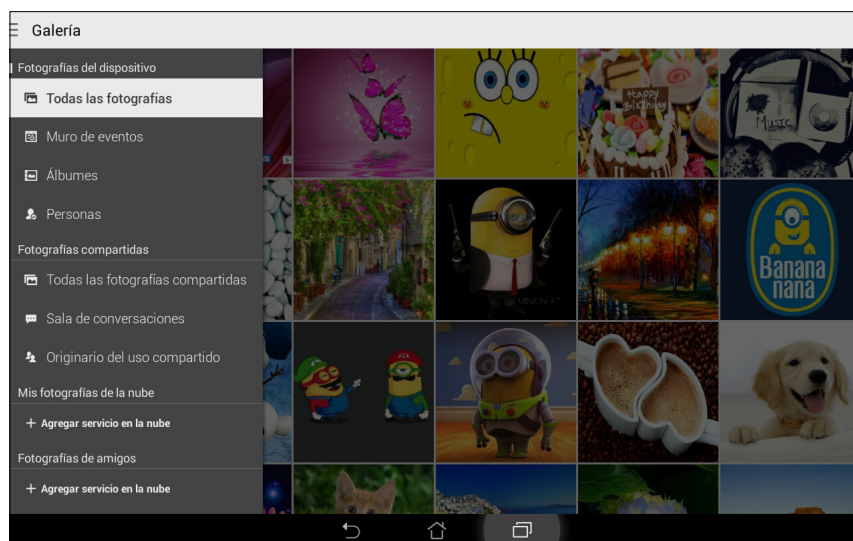 Galería
Fotografías del dispositivo
Todas las fotografías
Muro de eventos
Álbumes
Personas
Fotografías compartidas
Todas las fotografías compartidas
Sala de conversaciones
Originario del uso compartido
Mis fotografías de la nube
+ Agregar servicio en la nube
Fotografías de amigos
+ Agregar servicio en la nube
Happy
Birthday
Music
MINION 47
Banana
nana